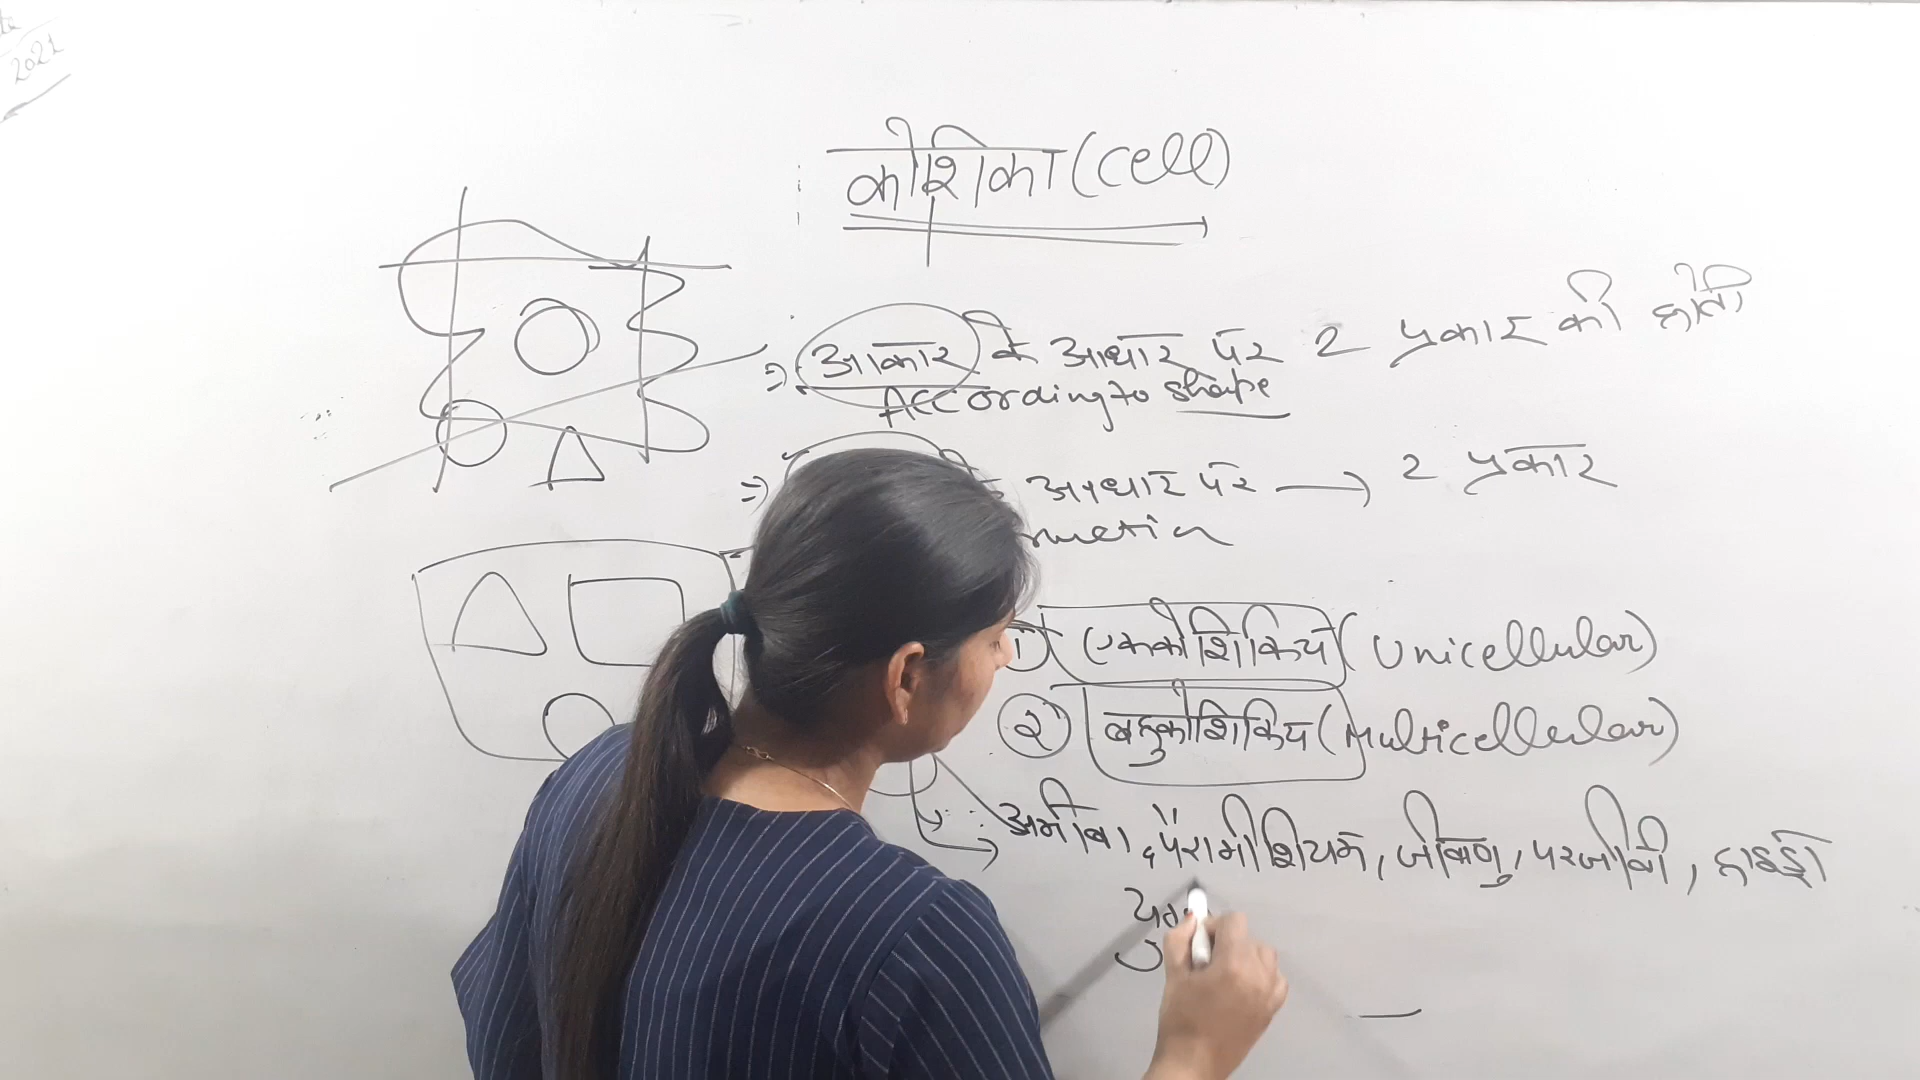 2021
कोशिका (Cell)
⇒ आकार के आधार पर 2 प्रकार की होती
According to shape
⇒ आधार पर → 2 प्रकार
① एककोशिकिय (Unicellular)
② बहुकोशिकिय (Multicellular)
अमीबा, पैरामीशियम, जीवाणु, परजीवी, हाइड्रा